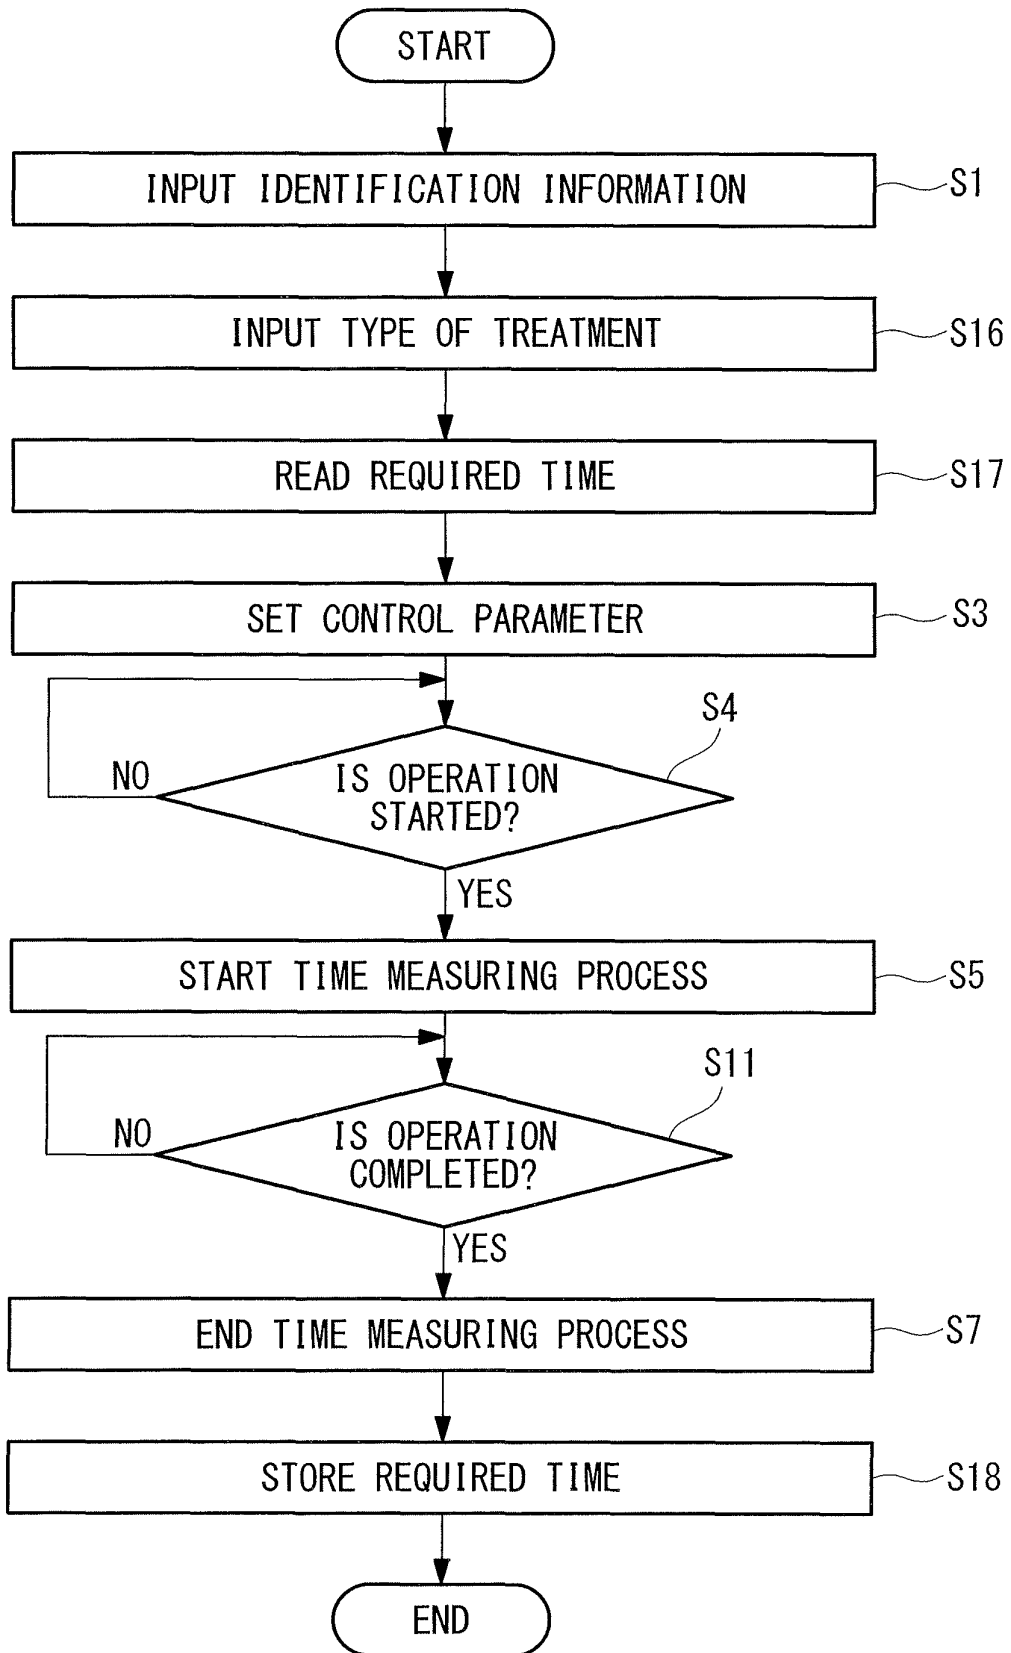 START
INPUT IDENTIFICATION INFORMATION
S1
INPUT TYPE OF TREATMENT
S16
READ REQUIRED TIME
S17
SET CONTROL PARAMETER
S3
S4
NO
IS OPERATION
STARTED?
YES
START TIME MEASURING PROCESS
S5
S11
NO
IS OPERATION
COMPLETED?
YES
END TIME MEASURING PROCESS
S7
STORE REQUIRED TIME
S18
END